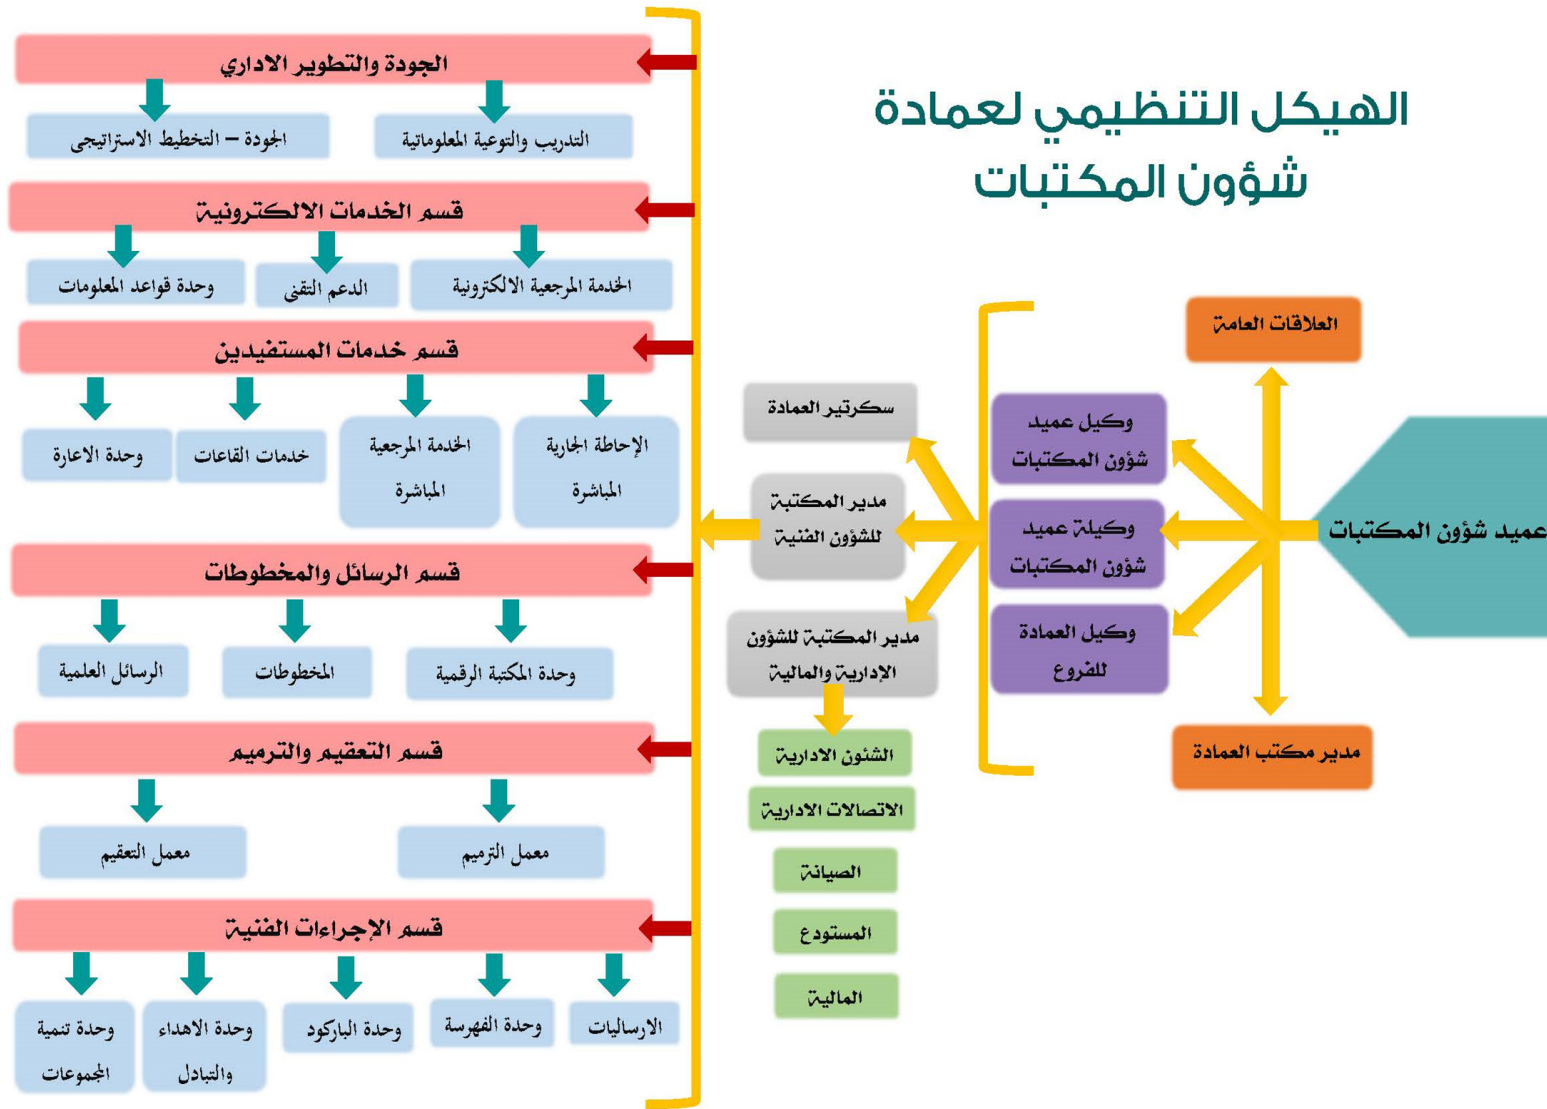 الهيكل التنظيمي لعمادة
شؤون المكتبات
عميد شؤون المكتبات
العلاقات العامة
وكيل عميد
شؤون المكتبات
وكيلة عميد
شؤون المكتبات
وكيل العمادة
للفروع
مدير مكتب العمادة
سكرتير العمادة
مدير المكتبة
للشؤون الفنية
مدير المكتبة للشؤون
الإدارية والمالية
الشئون الادارية
الاتصالات الادارية
الصيانة
المستودع
المالية
الجودة والتطوير الاداري
التدريب والتوعية المعلوماتية
الجودة – التخطيط الاستراتيجى
قسم الخدمات الالكترونية
الخدمة المرجعية الالكترونية
الدعم التقنى
وحدة قواعد المعلومات
قسم خدمات المستفيدين
الإحاطة الجارية
المباشرة
الخدمة المرجعية
المباشرة
خدمات القاعات
وحدة الاعارة
قسم الرسائل والمخطوطات
وحدة المكتبة الرقمية
المخطوطات
الرسائل العلمية
قسم التعقيم والترميم
معمل الترميم
معمل التعقيم
قسم الإجراءات الفنية
الارساليات
وحدة الفهرسة
وحدة الباركود
وحدة الاهداء
والتبادل
وحدة تنمية
المجموعات